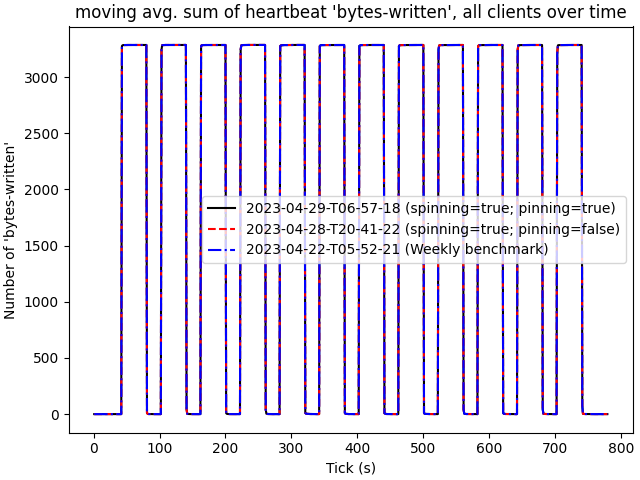 moving avg. sum of heartbeat 'bytes-written', all clients over time
Number of 'bytes-written'
3000
2500
2000
1500
1000
500
0
2023-04-29-T06-57-18 (spinning=true; pinning=true)
2023-04-28-T20-41-22 (spinning=true; pinning=false)
2023-04-22-T05-52-21 (Weekly benchmark)
0 100 200 300 400 500 600 700 800
Tick (s)